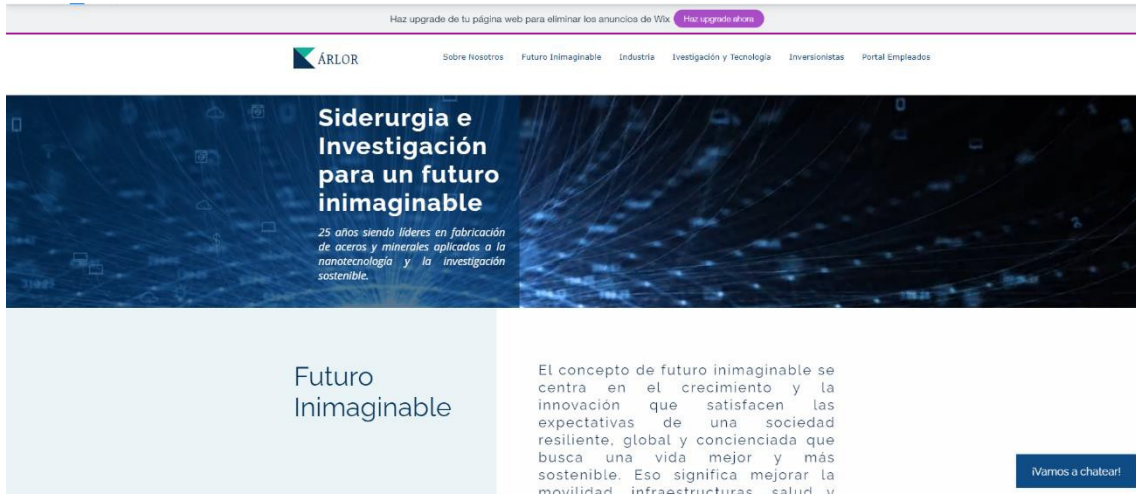 Haz upgrade de tu página web para eliminar los anuncios de Wix Haz upgrade ahora
ÁRLOR Sobre Nosotros Futuro Inimaginable Industria Ivestigación y Tecnología Inversionistas Portal Empleados
Siderurgia e
Investigación
para un futuro
inimaginable
25 años siendo líderes en fabricación
de aceros y minerales aplicados a la
nanotecnología y la investigación
sostenible.
Futuro
Inimaginable
El concepto de futuro inimaginable se
centra en el crecimiento y la
innovación que satisfacen las
expectativas de una sociedad
resiliente, global y concienciada que
busca una vida mejor y más
sostenible. Eso significa mejorar la
movilidad, infraestructuras, salud y
¡Vamos a chatear!